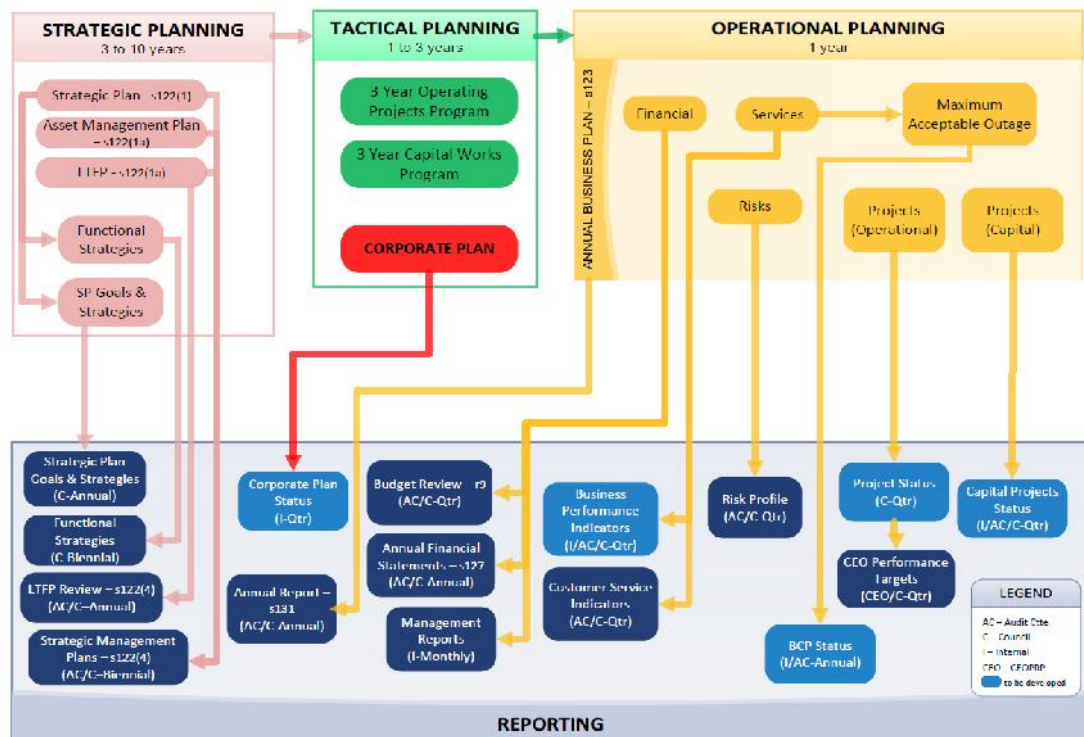 STRATEGIC PLANNING
3 to 10 years
Strategic Plan - s122(1)
Asset Management Plan
– s122(1a)
LTFP – s122(1a)
Functional
Strategies
SP Goals &
Strategies
TACTICAL PLANNING
1 to 3 years
3 Year Operating
Projects Program
3 Year Capital Works
Program
CORPORATE PLAN
OPERATIONAL PLANNING
1 year
ANNUAL BUSINESS PLAN – s123
Financial
Services
Maximum
Acceptable Outage
Risks
Projects
(Operational)
Projects
(Capital)
Strategic Plan
Goals & Strategies
(C-Annual)
Functional
Strategies
(C Biennial)
LTFP Review – s122(4)
(AC/C–Annual)
Strategic Management
Plans – s122(4)
(AC/C–Biennial)
Corporate Plan
Status
(I-Qtr)
Annual Report –
s131
(AC/C Annual)
Budget Review – r9
(AC/C-Qtr)
Annual Financial
Statements – s127
(AC/C Annual)
Management
Reports
(I-Monthly)
Business
Performance
Indicators
(I/AC/C-Qtr)
Customer Service
Indicators
(AC/C-Qtr)
Risk Profile
(AC/C Qtr)
Project Status
(C-Qtr)
CEO Performance
Targets
(CEO/C-Qtr)
BCP Status
(I/AC-Annual)
Capital Projects
Status
(I/AC/C-Qtr)
LEGEND
AC – Audit Ctte
C – Council
I – Internal
CEO – CEOPRP
to be developed
REPORTING